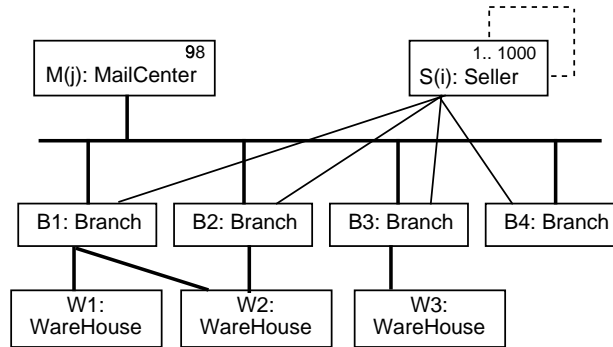 98
M(j): MailCenter
1.. 1000
S(i): Seller
B1: Branch
B2: Branch
B3: Branch
B4: Branch
W1:
WareHouse
W2:
WareHouse
W3:
WareHouse